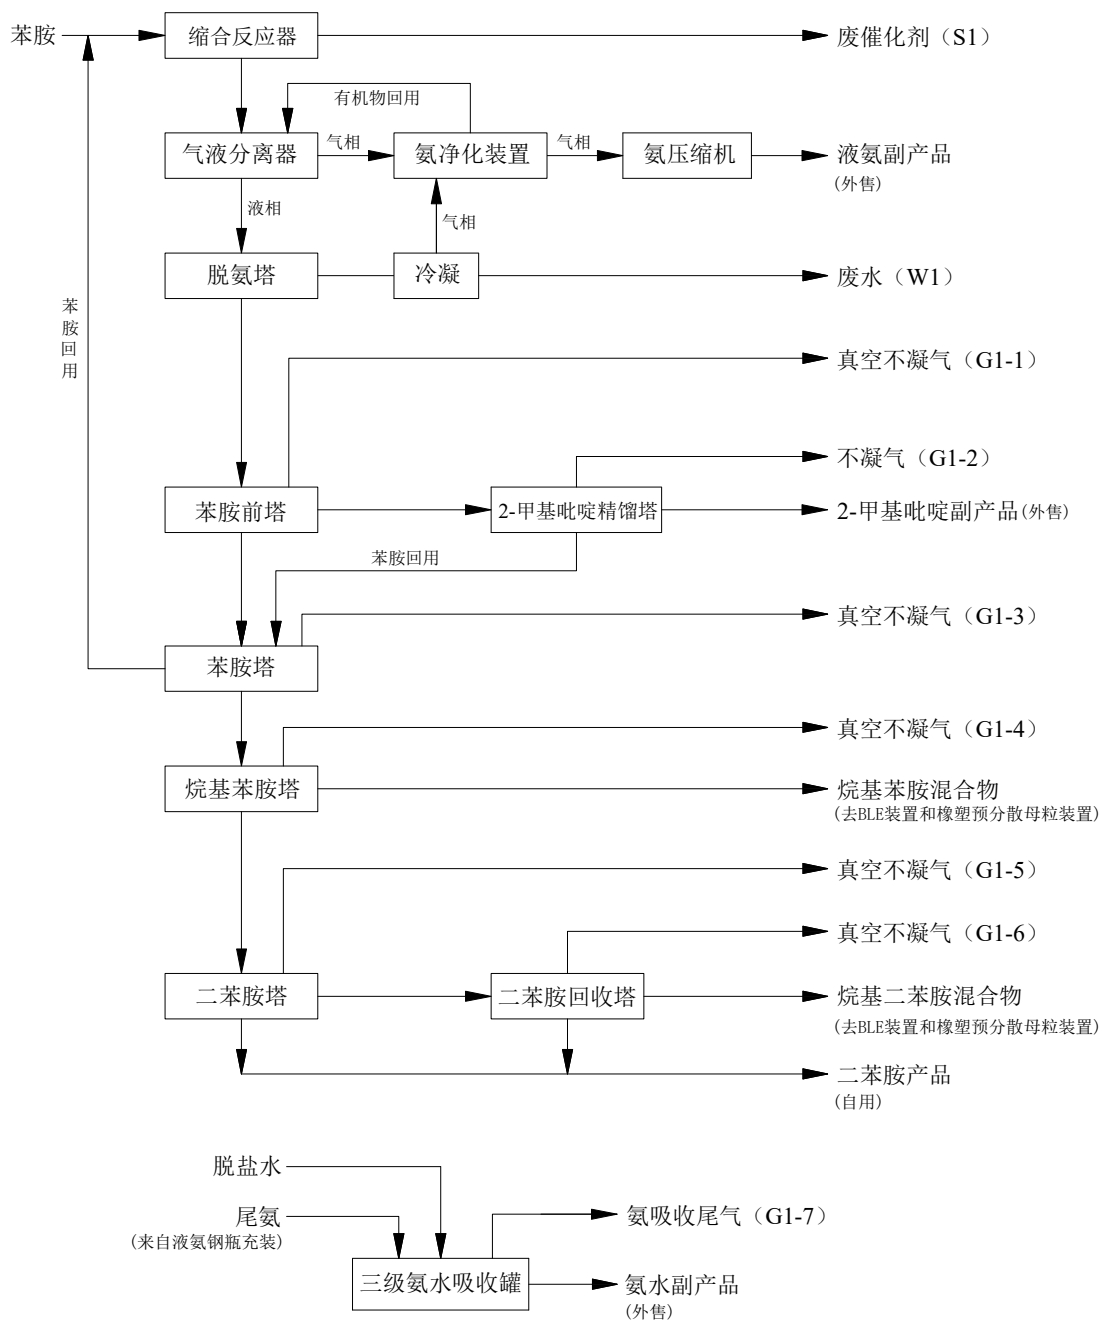 苯胺
缩合反应器
废催化剂（S1）
有机物回用
气液分离器
气相
氨净化装置
气相
氨压缩机
液氨副产品
(外售)
液相
气相
脱氨塔
冷凝
废水（W1）
苯胺回用
真空不凝气（G1-1）
不凝气（G1-2）
苯胺前塔
2-甲基吡啶精馏塔
2-甲基吡啶副产品(外售)
苯胺回用
真空不凝气（G1-3）
苯胺塔
真空不凝气（G1-4）
烷基苯胺塔
烷基苯胺混合物
(去BLE装置和橡塑预分散母粒装置)
真空不凝气（G1-5）
真空不凝气（G1-6）
二苯胺塔
二苯胺回收塔
烷基二苯胺混合物
(去BLE装置和橡塑预分散母粒装置)
二苯胺产品
(自用)
脱盐水
尾氨
(来自液氨钢瓶充装)
氨吸收尾气（G1-7）
三级氨水吸收罐
氨水副产品
(外售)